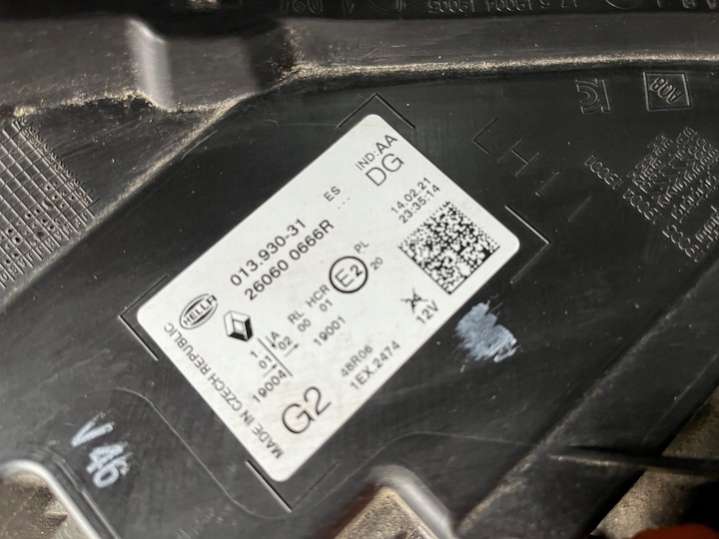 HELLA
013.930-31
26060 0666R
ES
IND:AA
DG
14.02.21
23:35:14
MADE IN CZECH REPUBLIC
1 IA RL HCR
01 02 00 01
19004
19001
E2
PL
20
G2
48R06
1EX.2474
12V
LH
V 46